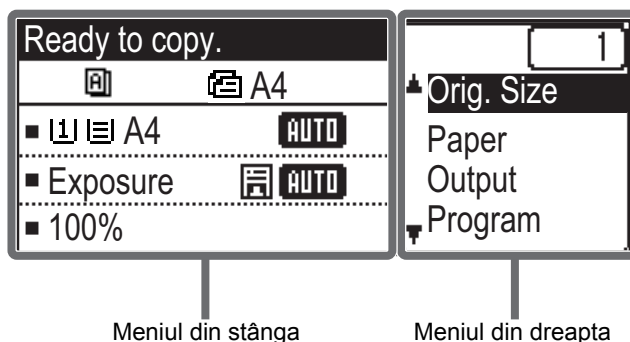 Ready to copy.
A A4
1 A4 AUTO
Exposure AUTO
100%
1
Orig. Size
Paper
Output
Program
Meniul din stânga
Meniul din dreapta